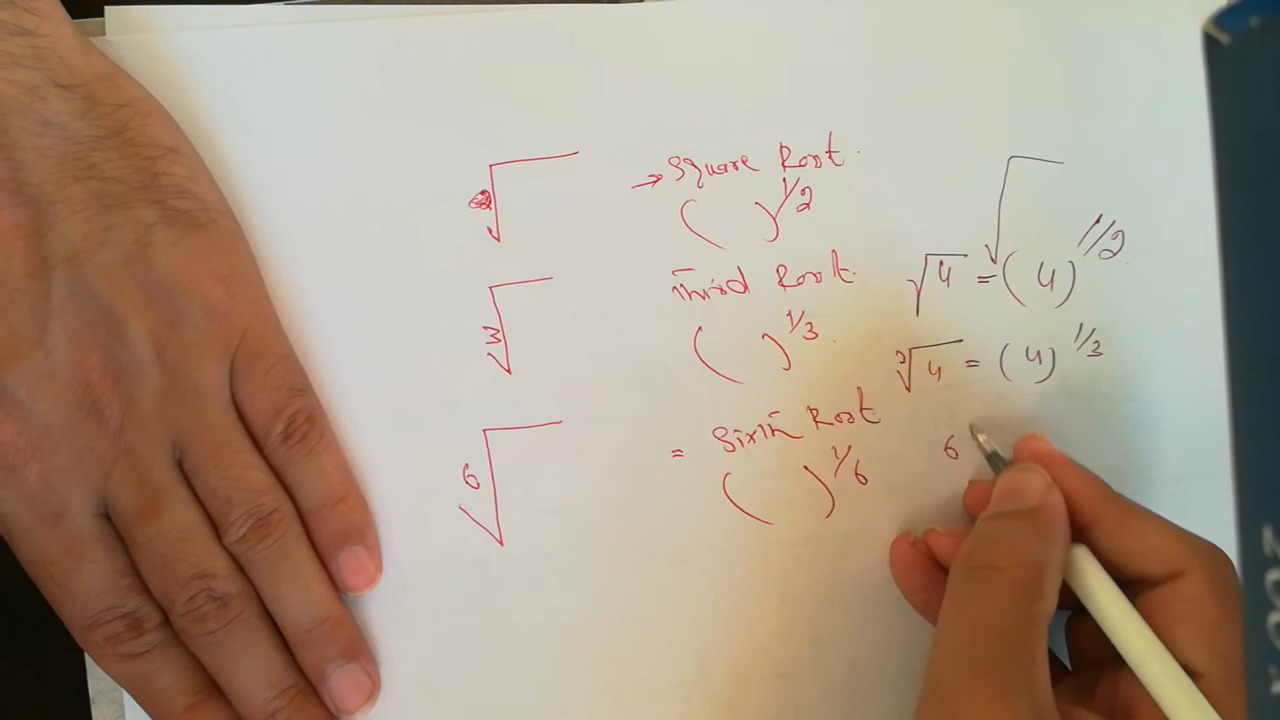 √ → Square Root.
( )^1/2
√4 = (4)^1/2
∛ Third Root.
( )^1/3.
∛4 = (4)^1/3
⁶√ = Sixth Root
( )^1/6
6